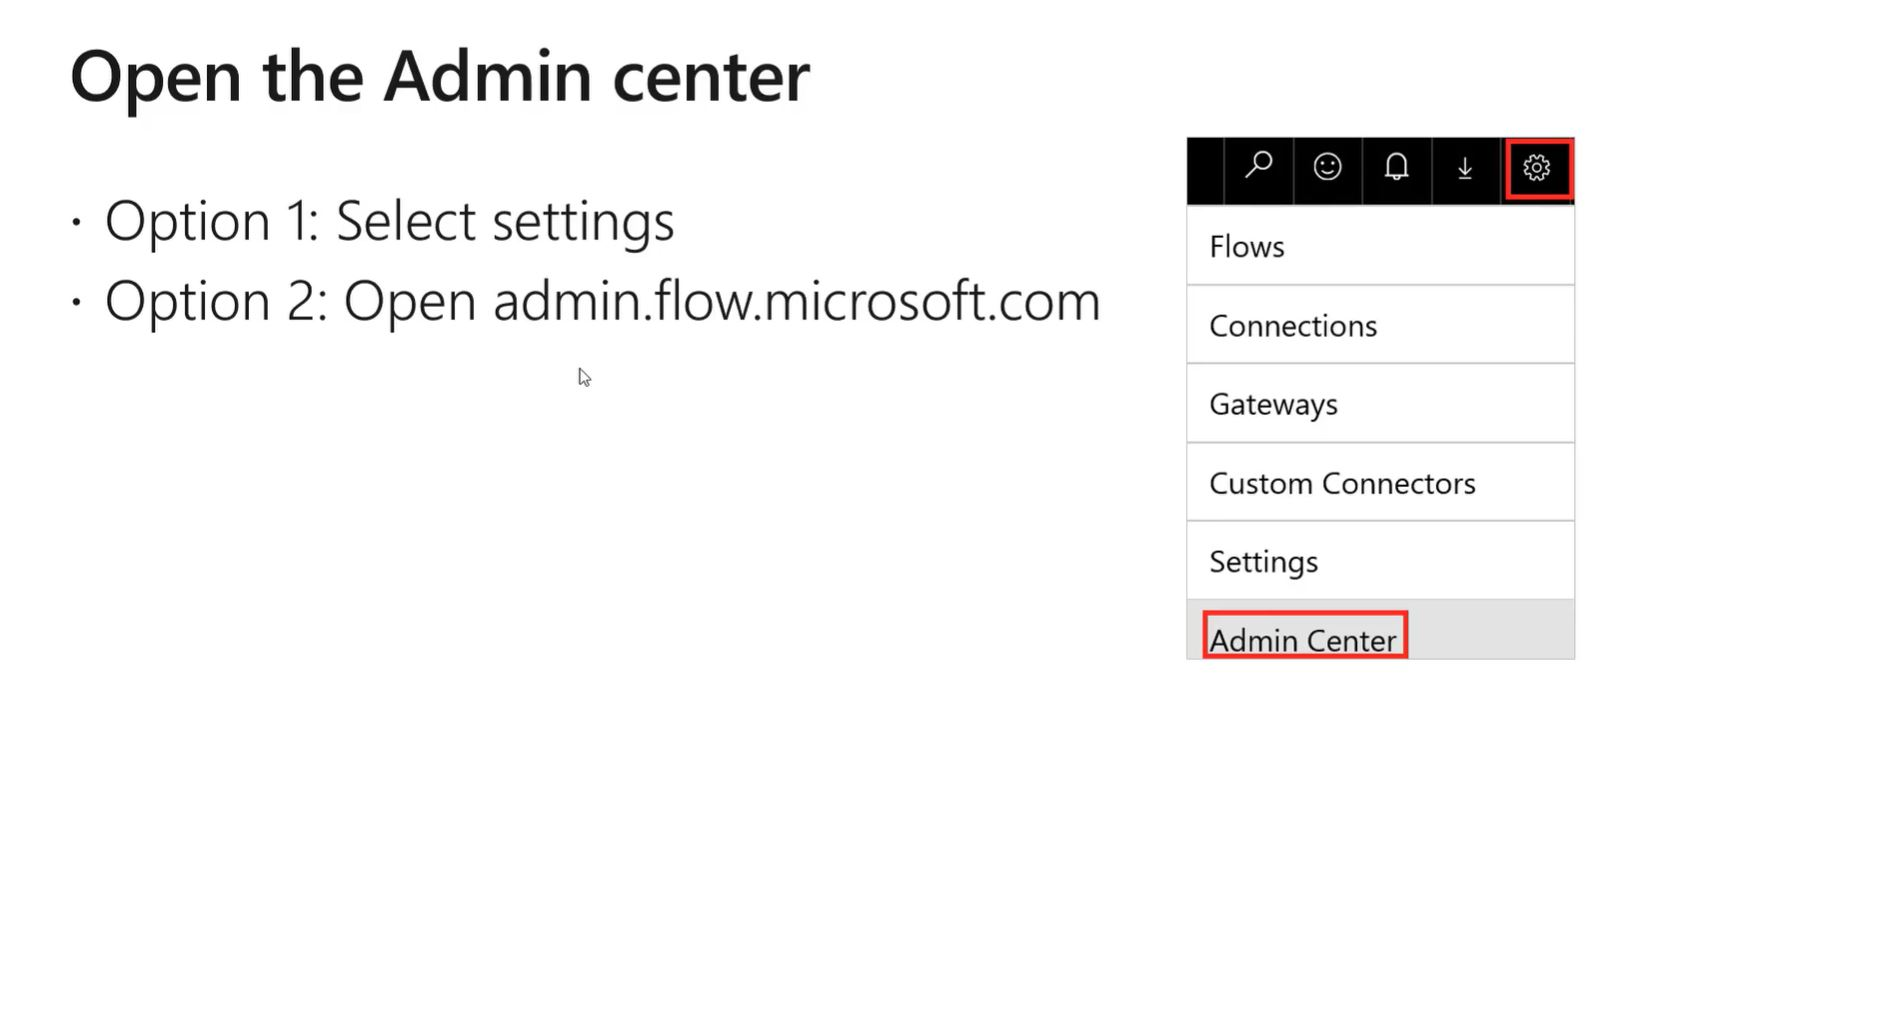 Open the Admin center
• Option 1: Select settings
• Option 2: Open admin.flow.microsoft.com
Flows
Connections
Gateways
Custom Connectors
Settings
Admin Center